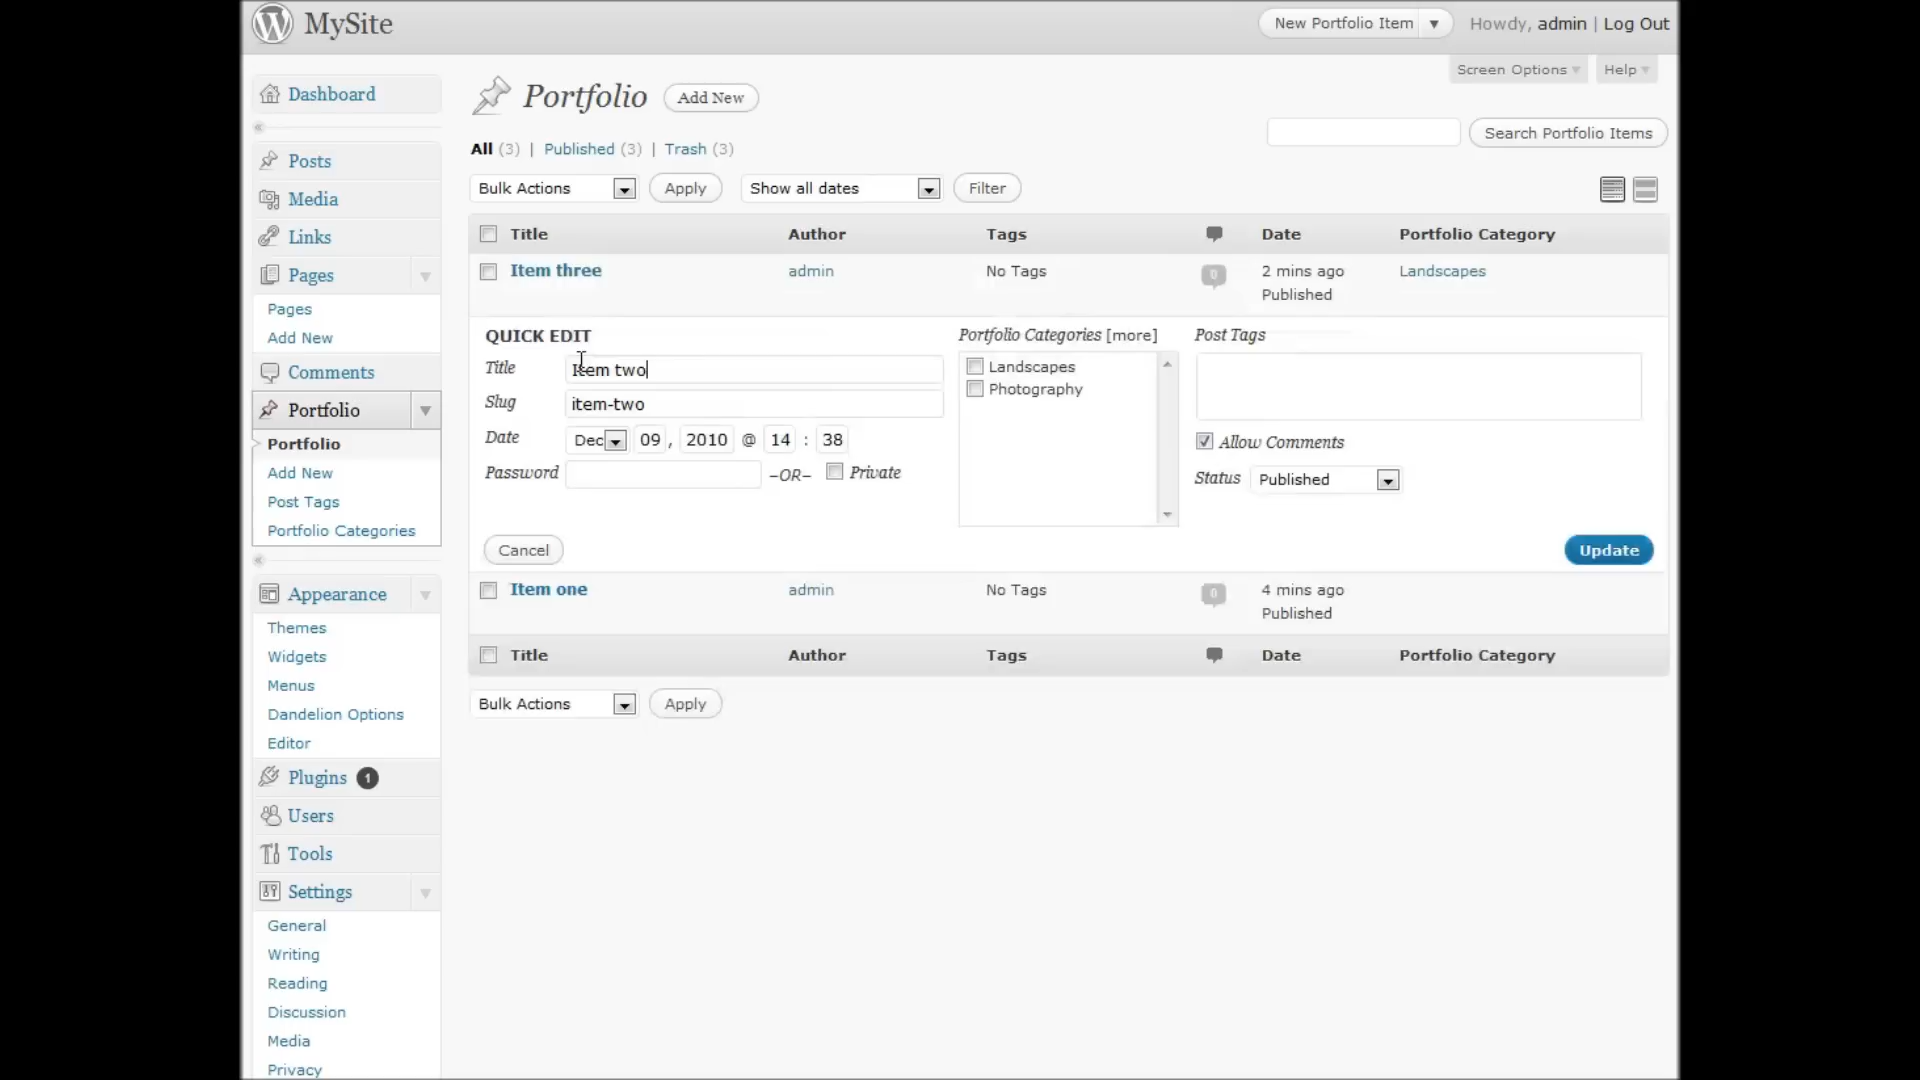 MySite
New Portfolio Item
Howdy, admin | Log Out
Screen Options
Help
Dashboard
Posts
Media
Links
Pages
Pages
Add New
Comments
Portfolio
Portfolio
Add New
Post Tags
Portfolio Categories
Appearance
Themes
Widgets
Menus
Dandelion Options
Editor
Plugins 1
Users
Tools
Settings
General
Writing
Reading
Discussion
Media
Privacy
Portfolio Add New
All (3) | Published (3) | Trash (3)
Search Portfolio Items
Bulk Actions Apply Show all dates Filter
Title Author Tags Date Portfolio Category
Item three admin No Tags 0 2 mins ago Landscapes
Published
QUICK EDIT
Title Item two
Slug item-two
Date Dec 09, 2010 @ 14 : 38
Password –OR– Private
Portfolio Categories [more]
Landscapes
Photography
Post Tags
Allow Comments
Status Published
Cancel Update
Item one admin No Tags 0 4 mins ago
Published
Title Author Tags Date Portfolio Category
Bulk Actions Apply